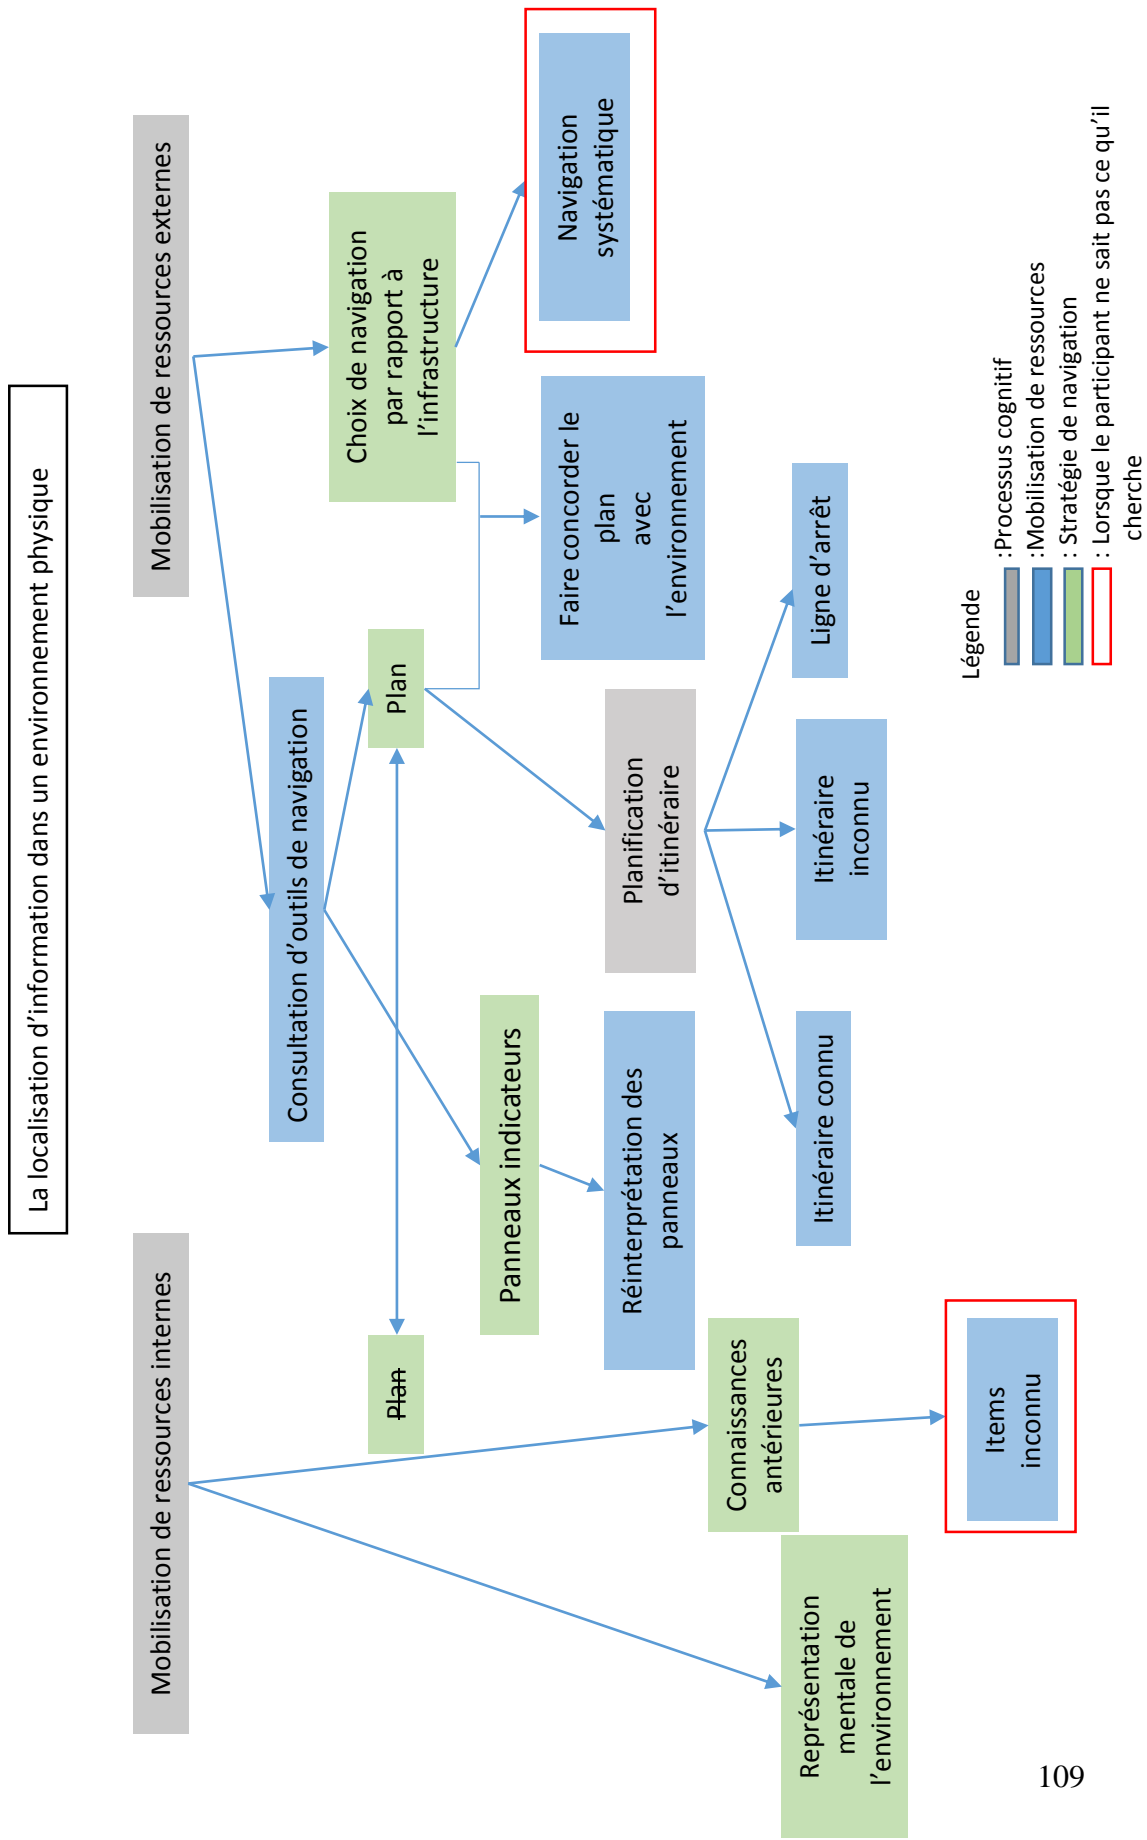 La localisation d'information dans un environnement physique
Mobilisation de ressources internes
Mobilisation de ressources externes
Consultation d'outils de navigation
Choix de navigation
par rapport à
l'infrastructure
Plan
Plan
Panneaux indicateurs
Réinterprétation des
panneaux
Planification
d'itinéraire
Faire concorder le
plan
avec
l'environnement
Navigation
systématique
Représentation
mentale de
l'environnement
Connaissances
antérieures
Items
inconnu
Itinéraire connu
Itinéraire
inconnu
Ligne d'arrêt
Légende
:Processus cognitif
:Mobilisation de ressources
: Stratégie de navigation
: Lorsque le participant ne sait pas ce qu'il
cherche
109